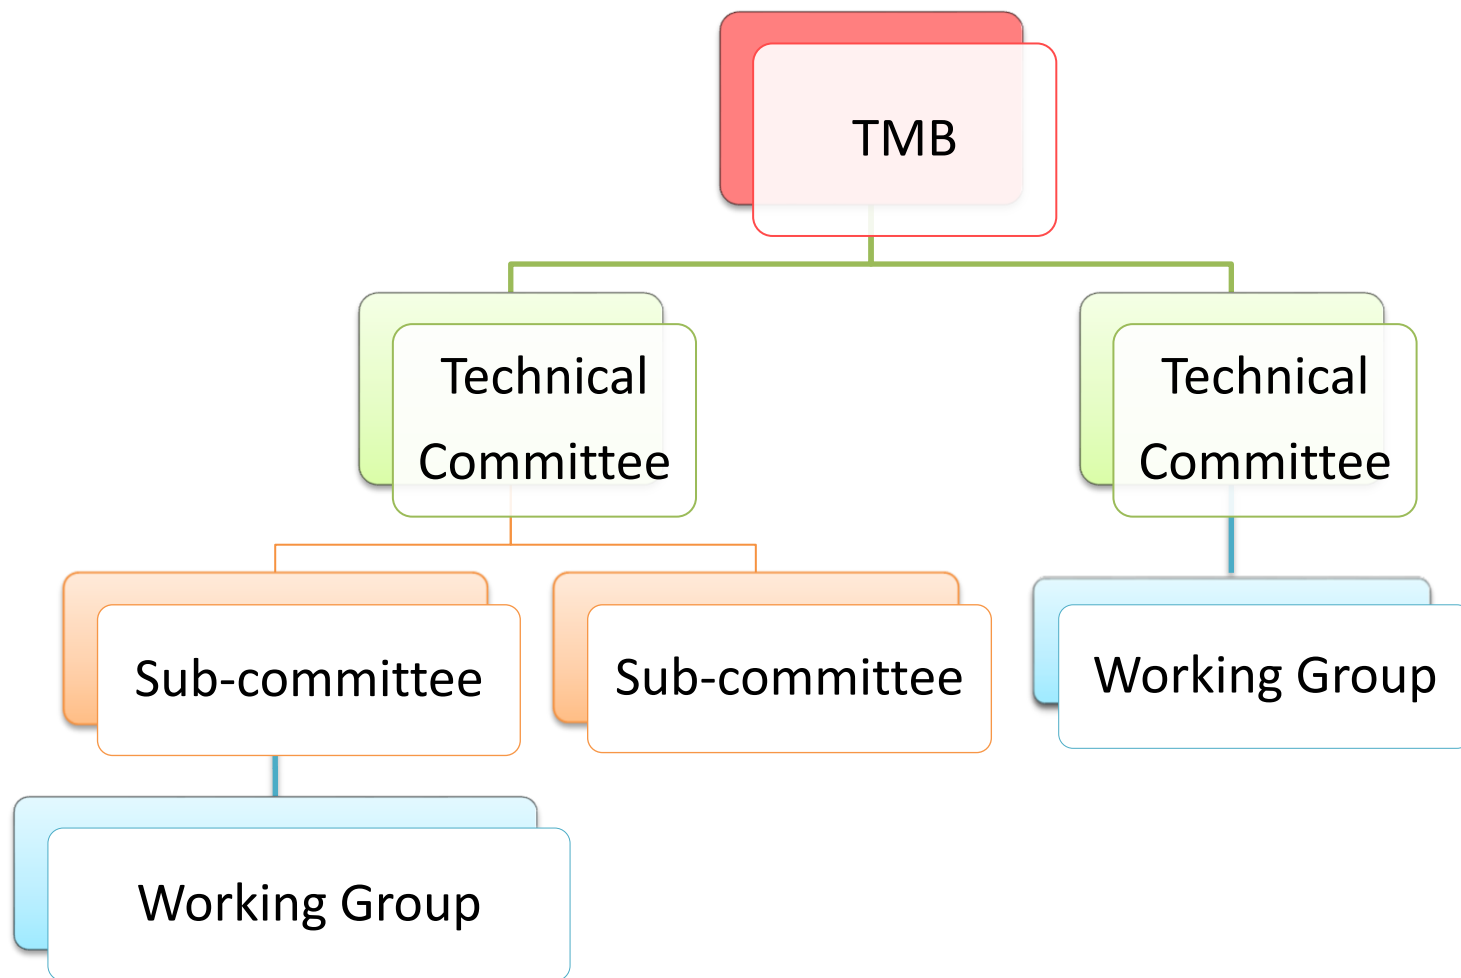 TMB
Technical
Committee
Technical
Committee
Sub-committee
Sub-committee
Working Group
Working Group